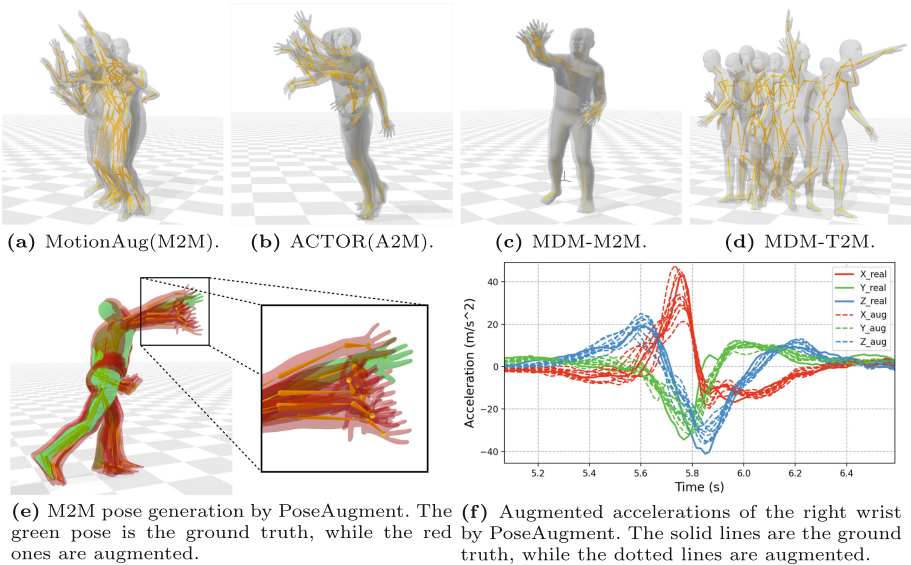 (a) MotionAug(M2M).
(b) ACTOR(A2M).
(c) MDM-M2M.
(d) MDM-T2M.
(e) M2M pose generation by PoseAugment. The
green pose is the ground truth, while the red
ones are augmented.
Acceleration (m/s^2)
40
20
0
−20
−40
X_real
Y_real
Z_real
X_aug
Y_aug
Z_aug
5.2
5.4
5.6
5.8
6.0
6.2
6.4
Time (s)
(f) Augmented accelerations of the right wrist
by PoseAugment. The solid lines are the ground
truth, while the dotted lines are augmented.